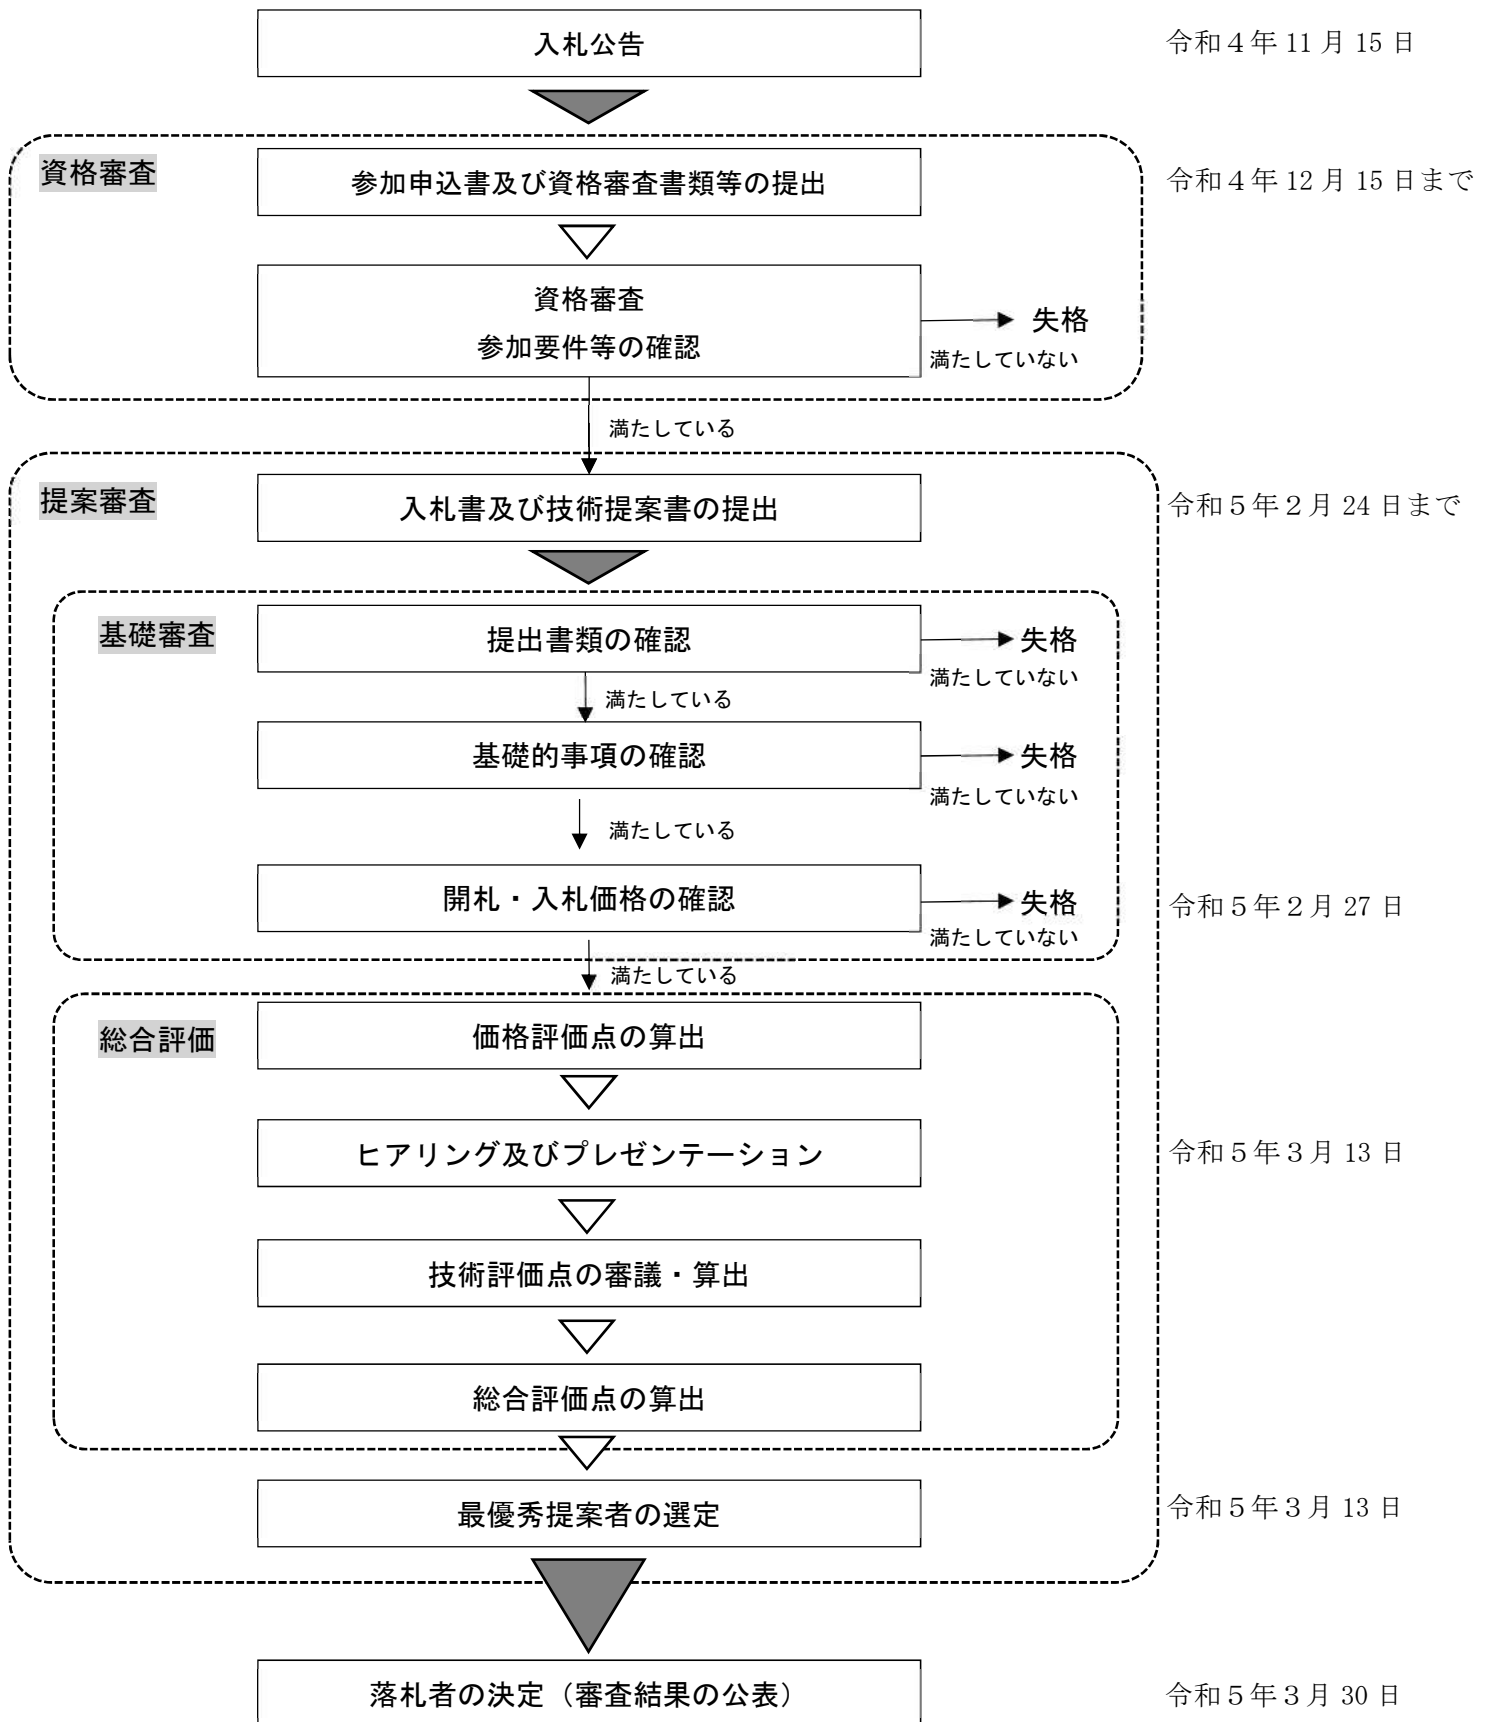 入札公告
令和４年 11 月 15 日
資格審査
参加申込書及び資格審査書類等の提出
令和４年 12 月 15 日まで
資格審査
参加要件等の確認
失格
満たしていない
満たしている
提案審査
入札書及び技術提案書の提出
令和５年２月 24 日まで
基礎審査
提出書類の確認
失格
満たしていない
満たしている
基礎的事項の確認
失格
満たしていない
満たしている
開札・入札価格の確認
失格
令和５年２月 27 日
満たしていない
満たしている
総合評価
価格評価点の算出
ヒアリング及びプレゼンテーション
令和５年３月 13 日
技術評価点の審議・算出
総合評価点の算出
最優秀提案者の選定
令和５年３月 13 日
落札者の決定（審査結果の公表）
令和５年３月 30 日